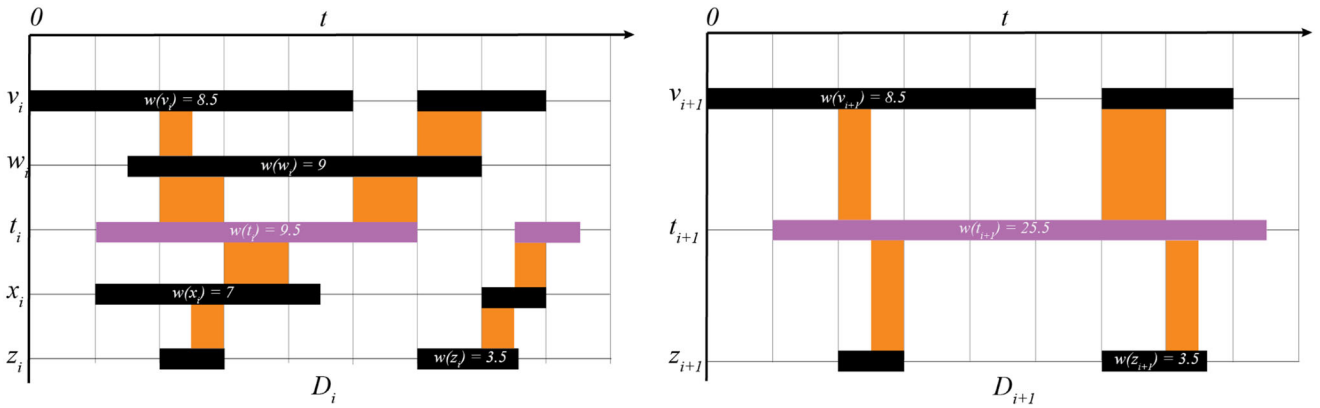 0 t
v_i w(v_i) = 8.5
w_i w(w_i) = 9
t_i w(t_i) = 9.5
x_i w(x_i) = 7
z_i w(z_i) = 3.5
D_i
0 t
v_{i+1} w(v_{i+1}) = 8.5
t_{i+1} w(t_{i+1}) = 25.5
z_{i+1} w(z_{i+1}) = 3.5
D_{i+1}